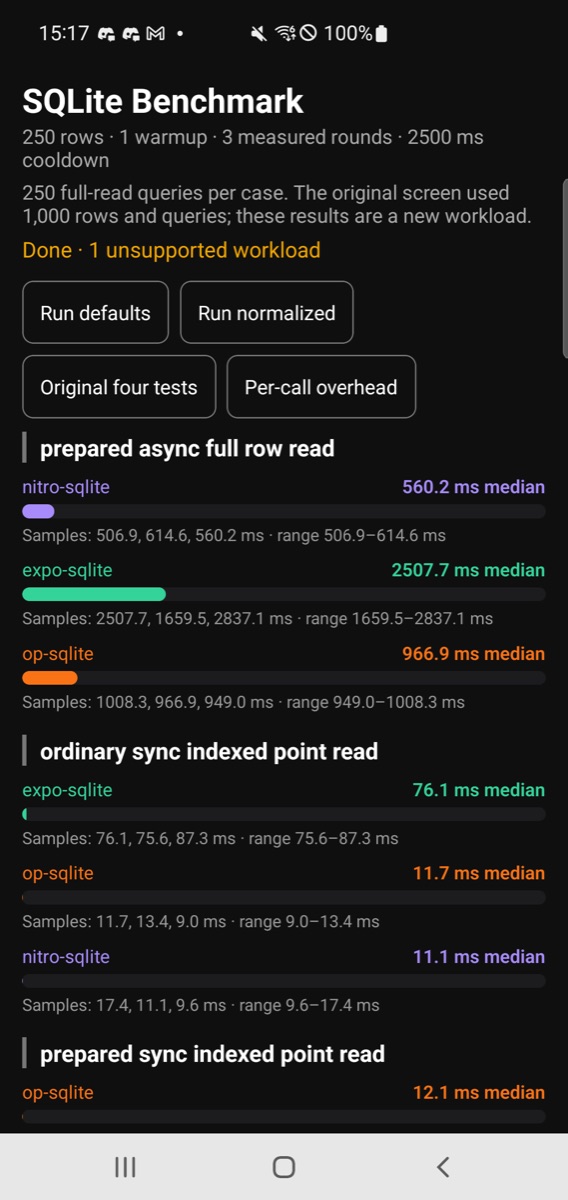 15:17 100%
SQLite Benchmark
250 rows · 1 warmup · 3 measured rounds · 2500 ms
cooldown
250 full-read queries per case. The original screen used
1,000 rows and queries; these results are a new workload.
Done · 1 unsupported workload
Run defaults Run normalized
Original four tests Per-call overhead
prepared async full row read
nitro-sqlite 560.2 ms median
Samples: 506.9, 614.6, 560.2 ms · range 506.9–614.6 ms
expo-sqlite 2507.7 ms median
Samples: 2507.7, 1659.5, 2837.1 ms · range 1659.5–2837.1 ms
op-sqlite 966.9 ms median
Samples: 1008.3, 966.9, 949.0 ms · range 949.0–1008.3 ms
ordinary sync indexed point read
expo-sqlite 76.1 ms median
Samples: 76.1, 75.6, 87.3 ms · range 75.6–87.3 ms
op-sqlite 11.7 ms median
Samples: 11.7, 13.4, 9.0 ms · range 9.0–13.4 ms
nitro-sqlite 11.1 ms median
Samples: 17.4, 11.1, 9.6 ms · range 9.6–17.4 ms
prepared sync indexed point read
op-sqlite 12.1 ms median